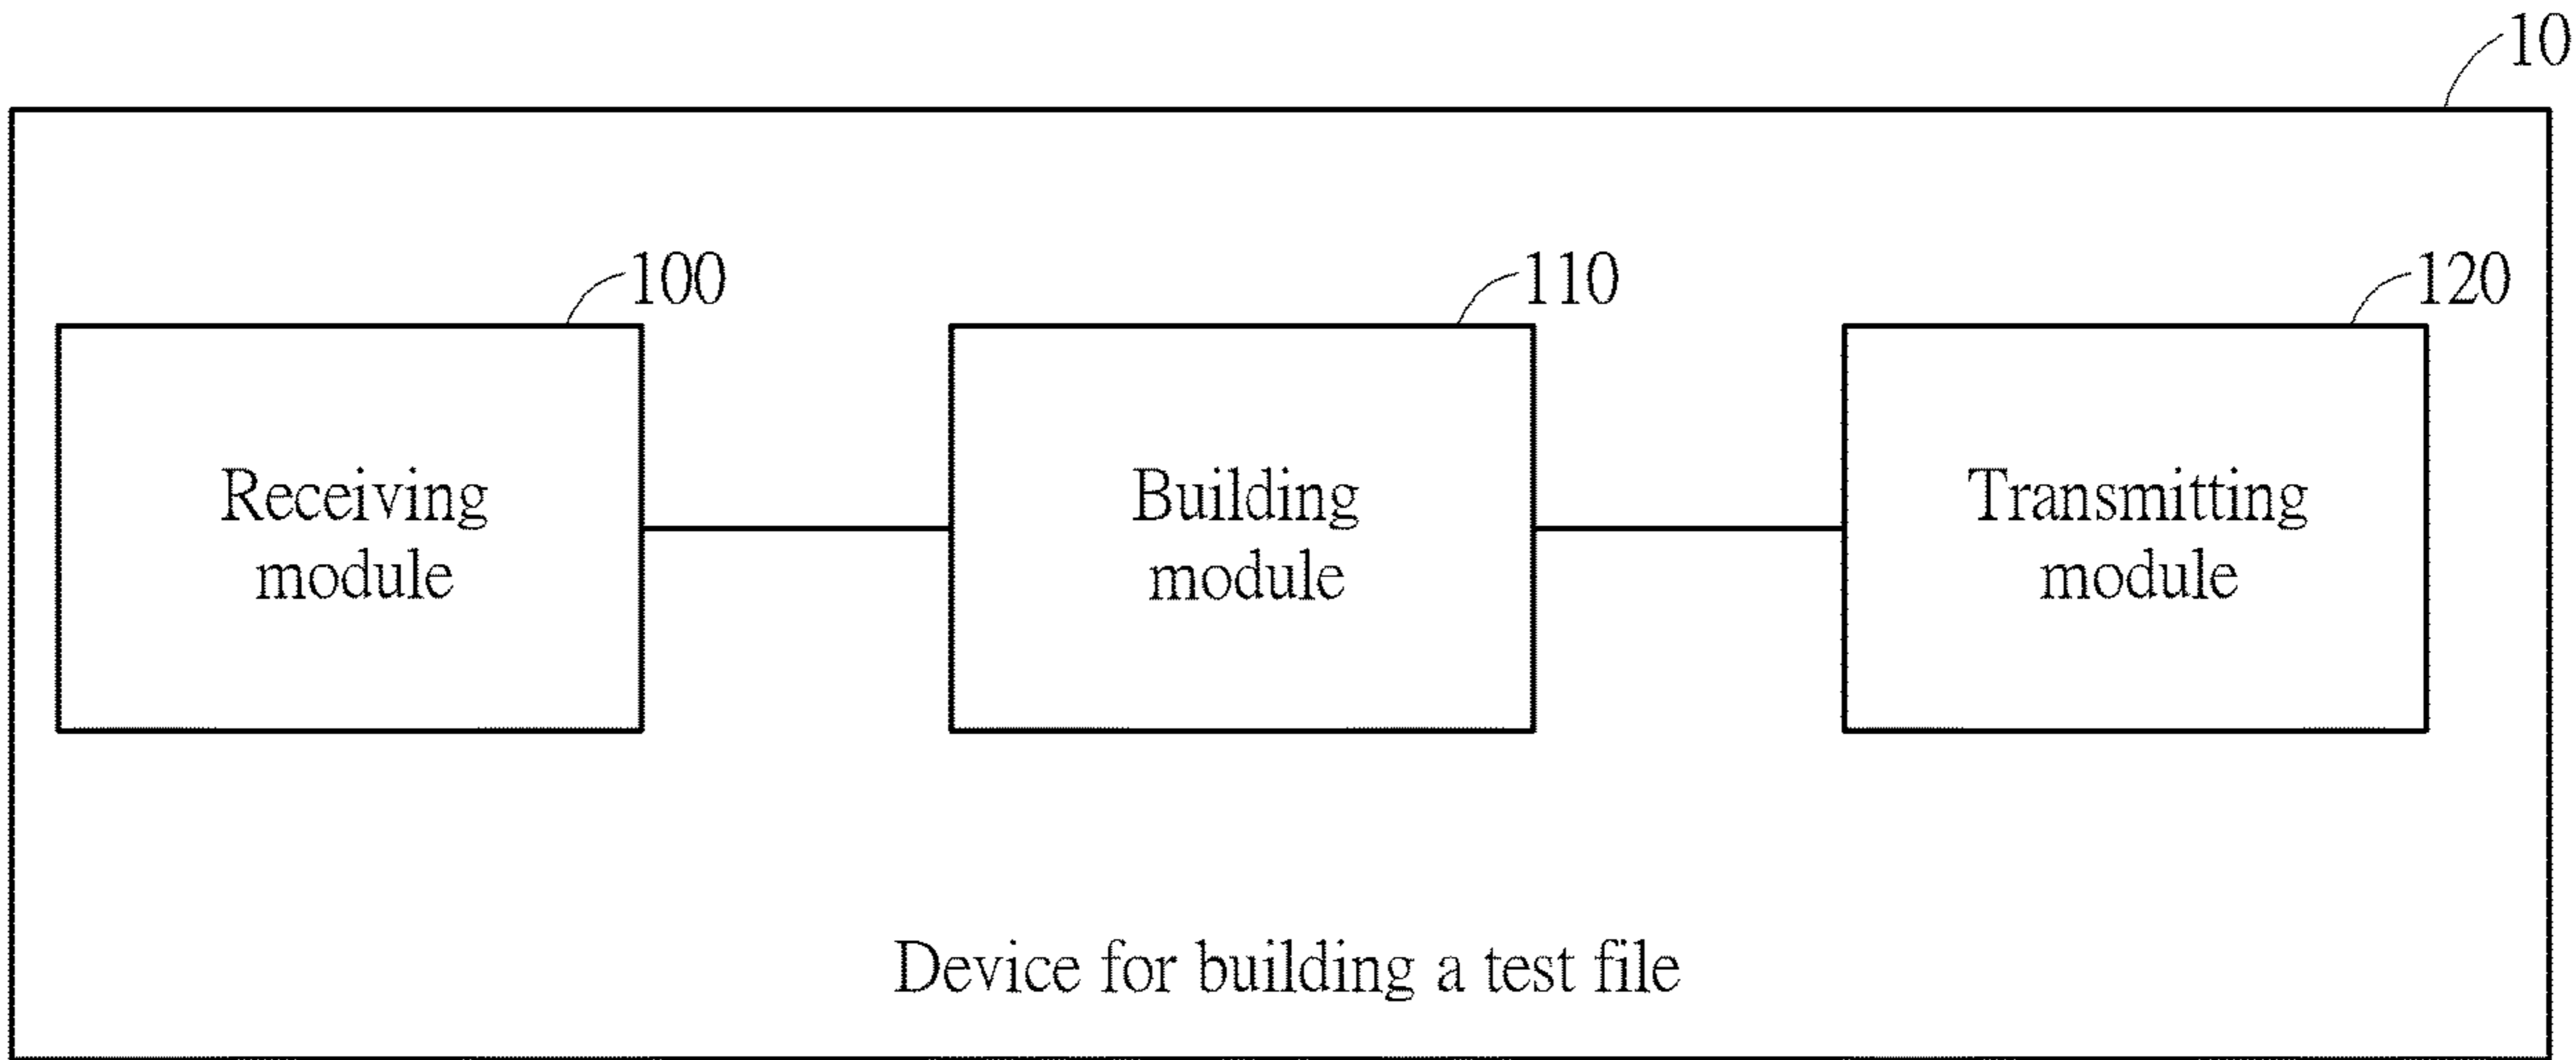 10
100
110
120
Receiving
module
Building
module
Transmitting
module
Device for building a test file